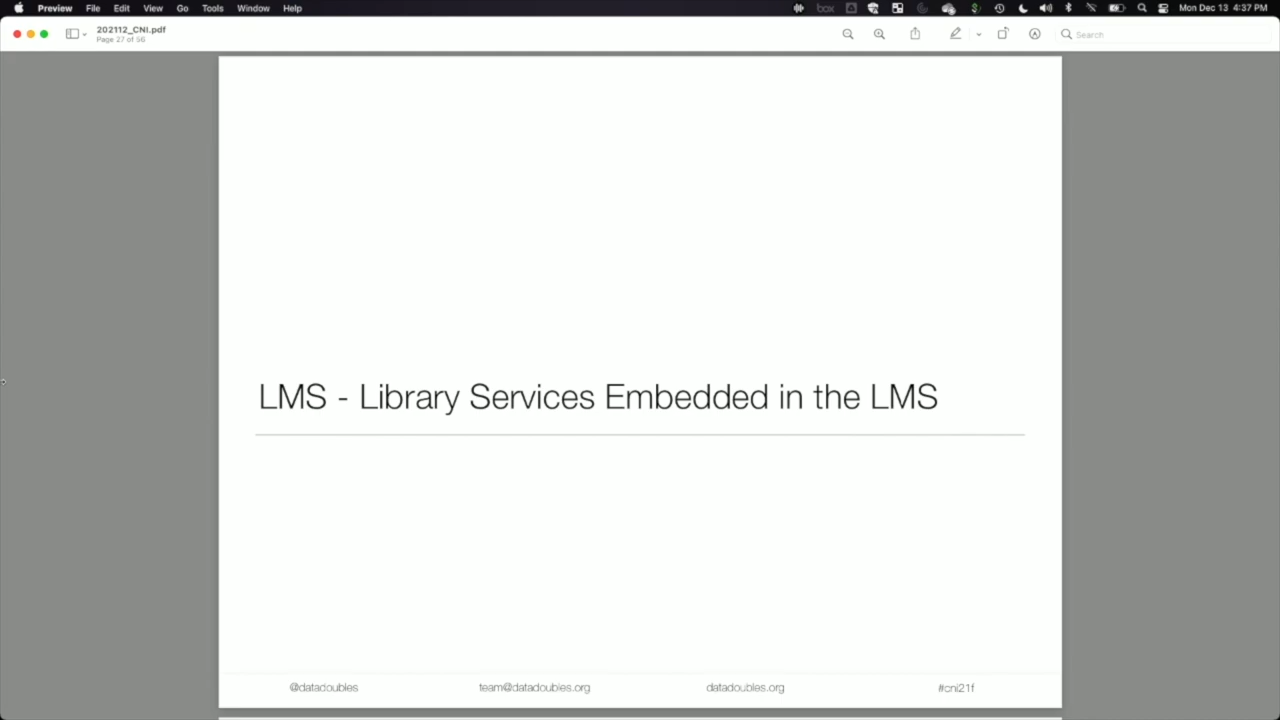 Preview File Edit View Go Tools Window Help
box
Mon Dec 13 4:37 PM
202112_CNI.pdf
Page 27 of 56
Search
LMS - Library Services Embedded in the LMS
@datadoubles team@datadoubles.org datadoubles.org #cni21f